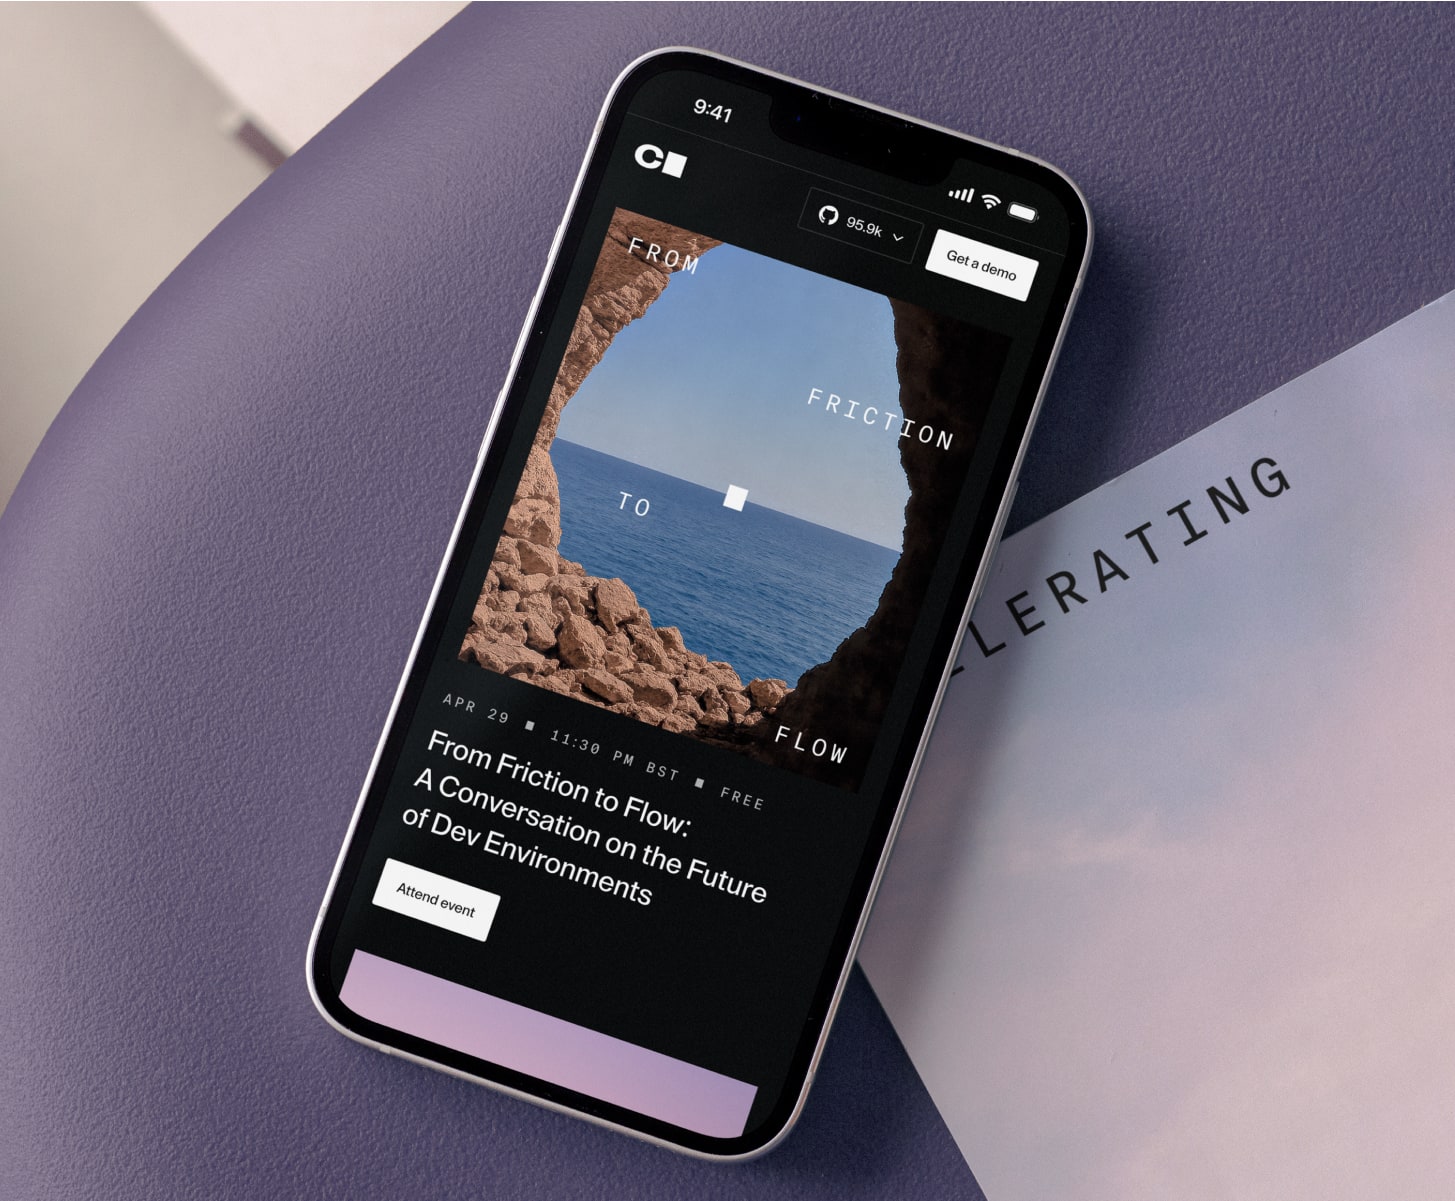 9:41
C
95.9k
Get a demo
FROM
FRICTION
TO
FLOW
APR 29 ■ 11:30 PM BST ■ FREE
From Friction to Flow:
A Conversation on the Future
of Dev Environments
Attend event
LERATING